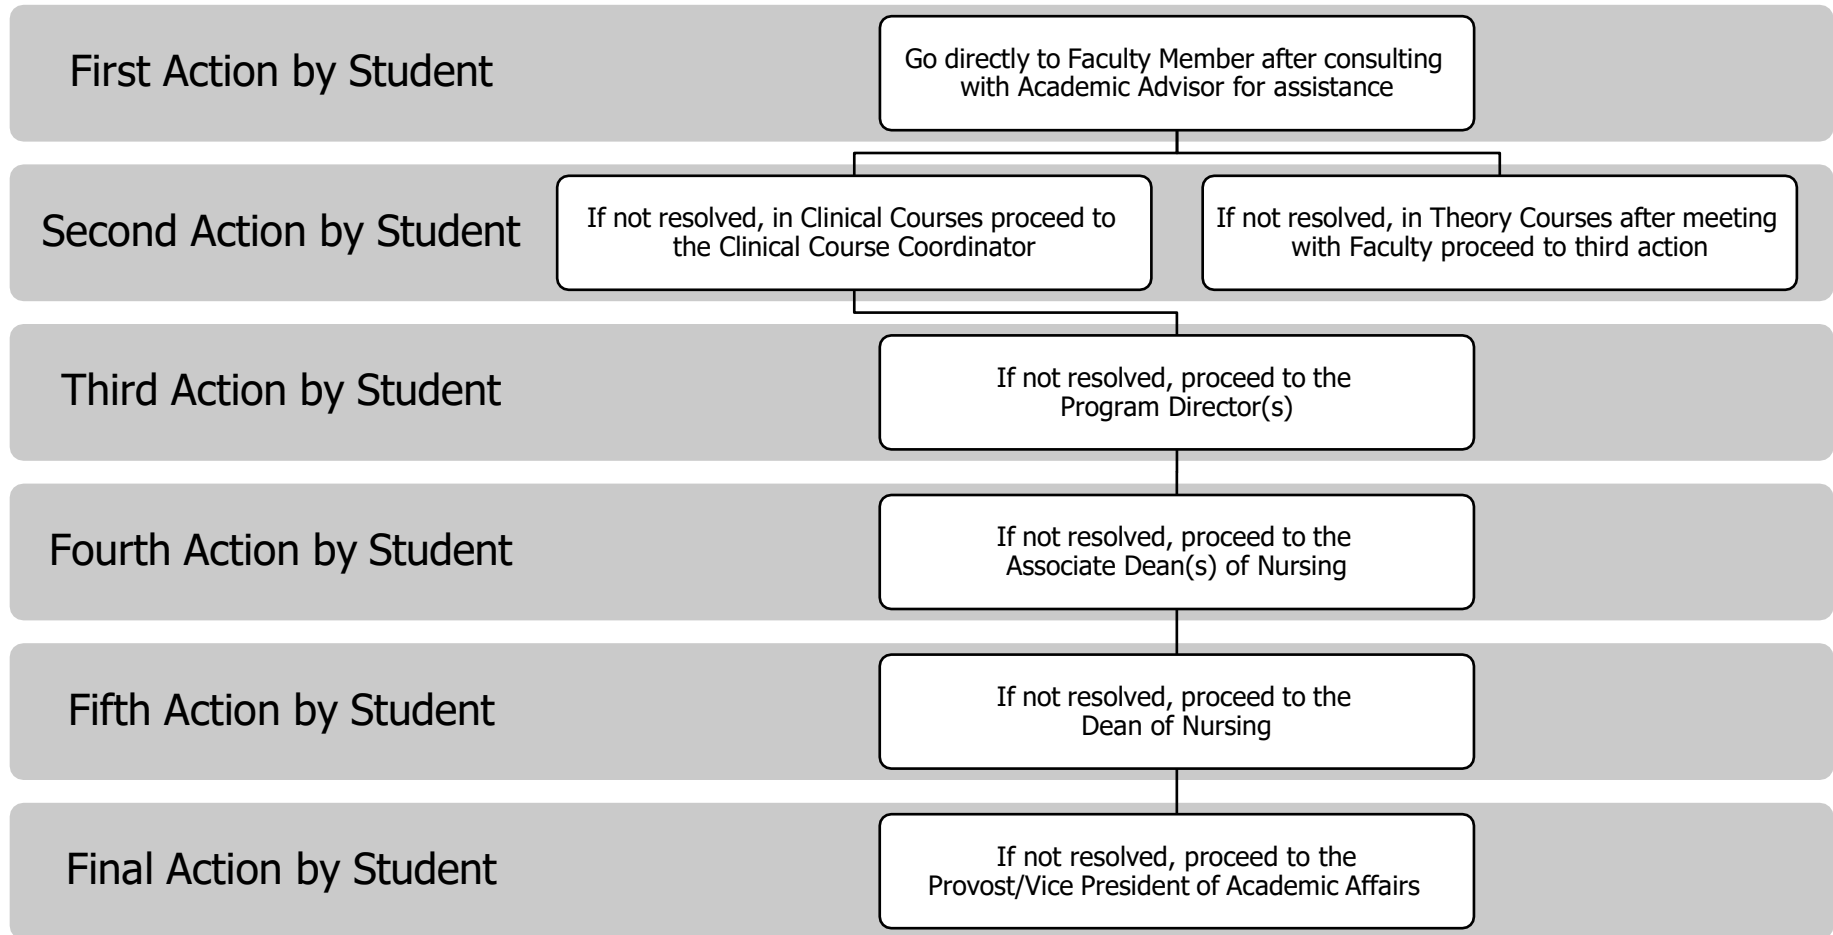 First Action by Student
Go directly to Faculty Member after consulting
with Academic Advisor for assistance
Second Action by Student
If not resolved, in Clinical Courses proceed to
the Clinical Course Coordinator
If not resolved, in Theory Courses after meeting
with Faculty proceed to third action
Third Action by Student
If not resolved, proceed to the
Program Director(s)
Fourth Action by Student
If not resolved, proceed to the
Associate Dean(s) of Nursing
Fifth Action by Student
If not resolved, proceed to the
Dean of Nursing
Final Action by Student
If not resolved, proceed to the
Provost/Vice President of Academic Affairs